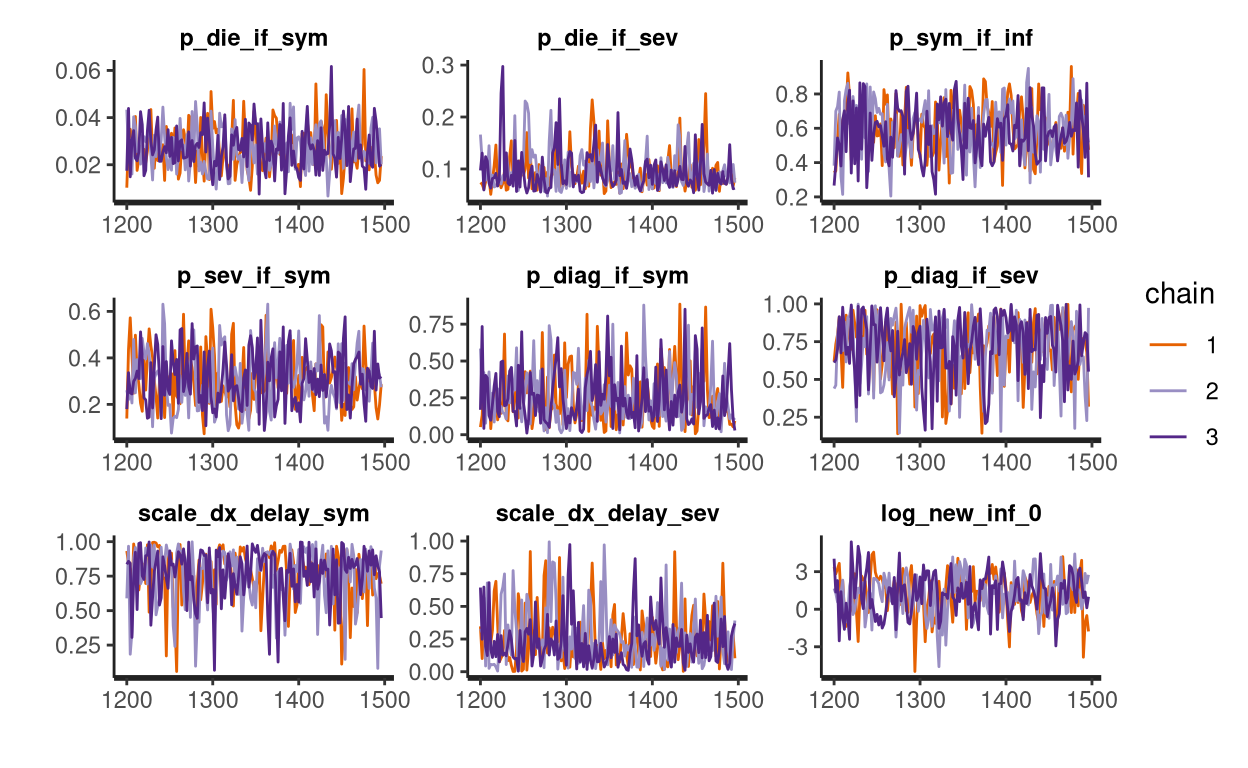 p_die_if_sym p_die_if_sev p_sym_if_inf
0.06 0.3
0.8
0.04 0.2 0.6
0.02 0.1 0.4
0.2
1200 1300 1400 1500 1200 1300 1400 1500 1200 1300 1400 1500
p_sev_if_sym p_diag_if_sym p_diag_if_sev
0.6 0.75 1.00
0.4 0.50 0.75
0.2 0.25 0.50
0.00 0.25
1200 1300 1400 1500 1200 1300 1400 1500 1200 1300 1400 1500
chain
1
2
3
scale_dx_delay_sym scale_dx_delay_sev log_new_inf_0
1.00 1.00
0.75 0.75 3
0.50 0.50 0
0.25 0.25 -3
0.00
1200 1300 1400 1500 1200 1300 1400 1500 1200 1300 1400 1500